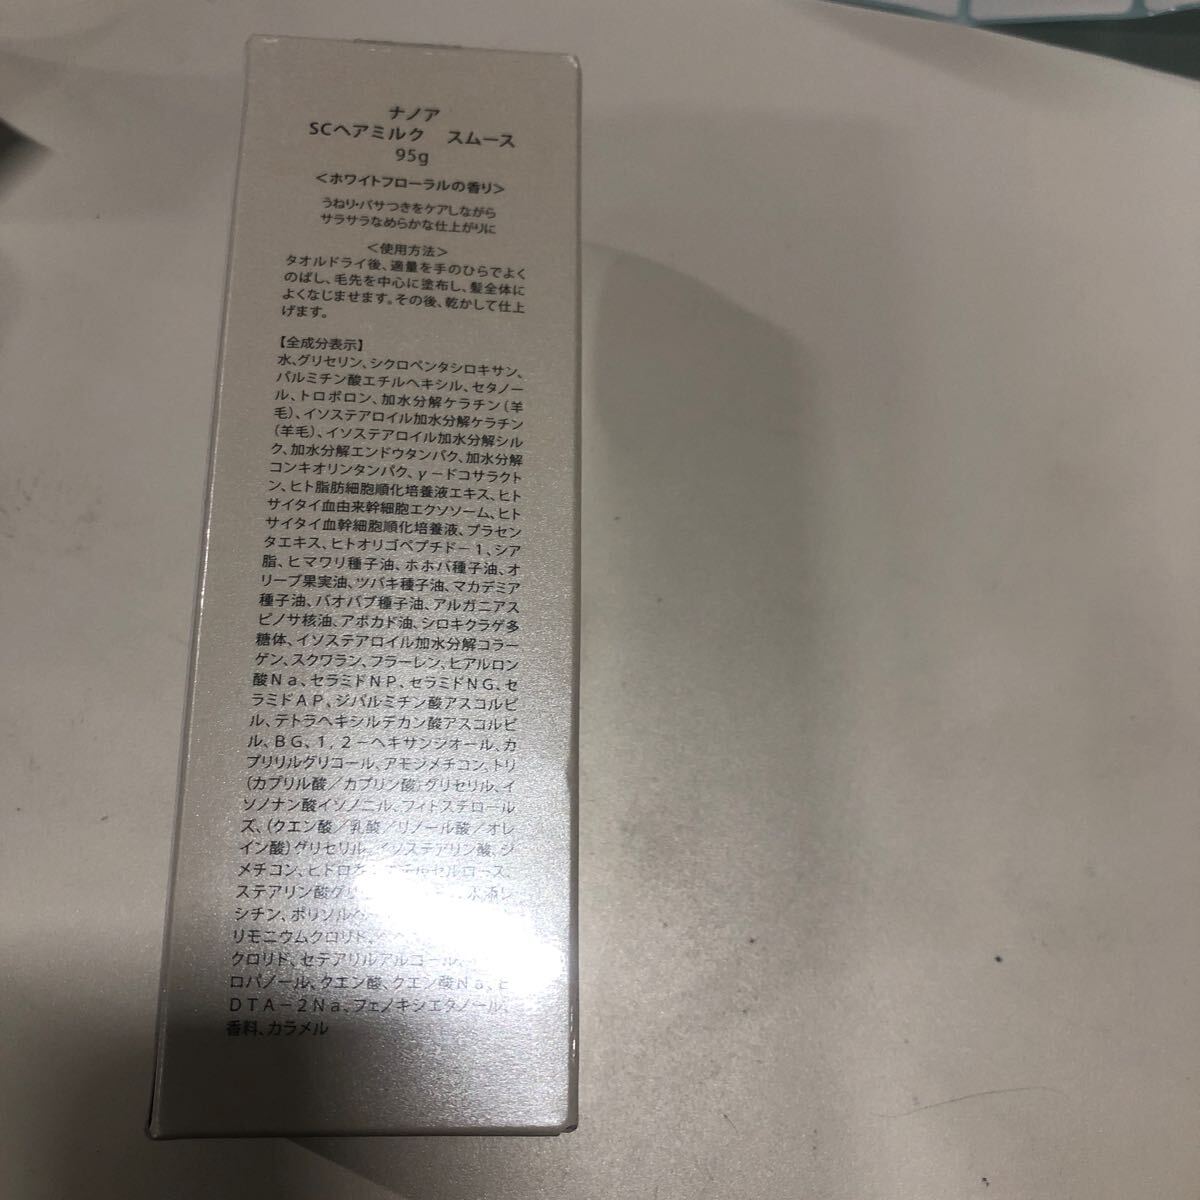 ナノア
SCヘアミルク　スムース
95g
＜ホワイトフローラルの香り＞
うねり・パサつきをケアしながら
サラサラなめらかな仕上がりに
＜使用方法＞
タオルドライ後、適量を手のひらでよく
のばし、毛先を中心に塗布し、髪全体に
よくなじませます。その後、乾かして仕上
げます。
【全成分表示】
水、グリセリン、シクロペンタシロキサン、
パルミチン酸エチルヘキシル、セタノー
ル、トロポロン、加水分解ケラチン（羊
毛）、イソステアロイル加水分解ケラチン
（羊毛）、イソステアロイル加水分解シル
ク、加水分解エンドウタンパク、加水分解
コンキオリンタンパク、γ－ドコサラクト
ン、ヒト脂肪細胞順化培養液エキス、ヒト
サイタイ血由来幹細胞エクソソーム、ヒト
サイタイ血幹細胞順化培養液、プラセン
タエキス、ヒトオリゴペプチド－１、シア
脂、ヒマワリ種子油、ホホバ種子油、オ
リーブ果実油、ツバキ種子油、マカデミア
種子油、バオバブ種子油、アルガニアス
ピノサ核油、アボカド油、シロキクラゲ多
糖体、イソステアロイル加水分解コラー
ゲン、スクワラン、フラーレン、ヒアルロン
酸Ｎａ、セラミドＮＰ、セラミドＮＧ、セ
ラミドＡＰ、ジパルミチン酸アスコルビ
ル、テトラヘキシルデカン酸アスコルビ
ル、ＢＧ、１，２－ヘキサンジオール、カ
プリリルグリコール、アモジメチコン、トリ
（カプリル酸／カプリン酸）グリセリル、イ
ソノナン酸イソノニル、フィトステロール
ズ、（クエン酸／乳酸／リノール酸／オレ
イン酸）グリセリル、イソステアリン酸、ジ
メチコン、ヒドロキ エチルセルロース、
ステアリン酸グリ 水添レ
シチン、ポリソルベ
リモニウムクロリド、
クロリド、セテアリルアルコール、
ロパノール、クエン酸、クエン酸Ｎａ、Ｅ
ＤＴＡ－２Ｎａ、フェノキシエタノール、
香料、カラメル